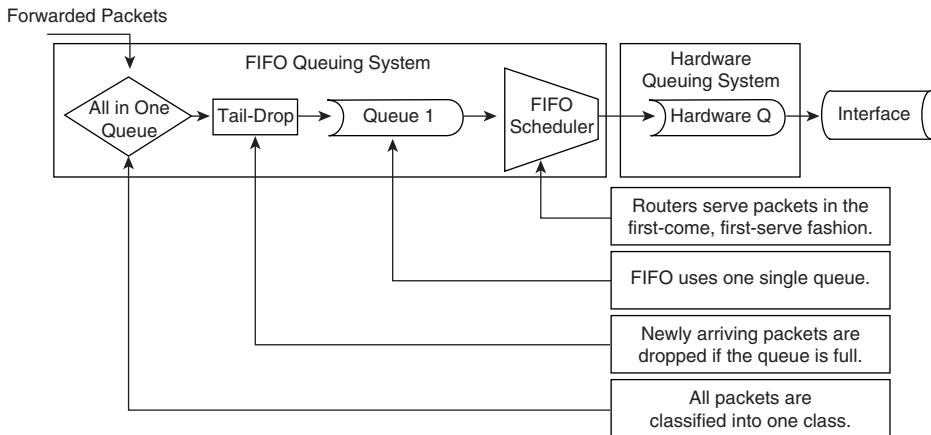 Forwarded Packets
FIFO Queuing System
Hardware
Queuing System
All in One
Queue
Tail-Drop
Queue 1
FIFO
Scheduler
Hardware Q
Interface
Routers serve packets in the
first-come, first-serve fashion.
FIFO uses one single queue.
Newly arriving packets are
dropped if the queue is full.
All packets are
classified into one class.